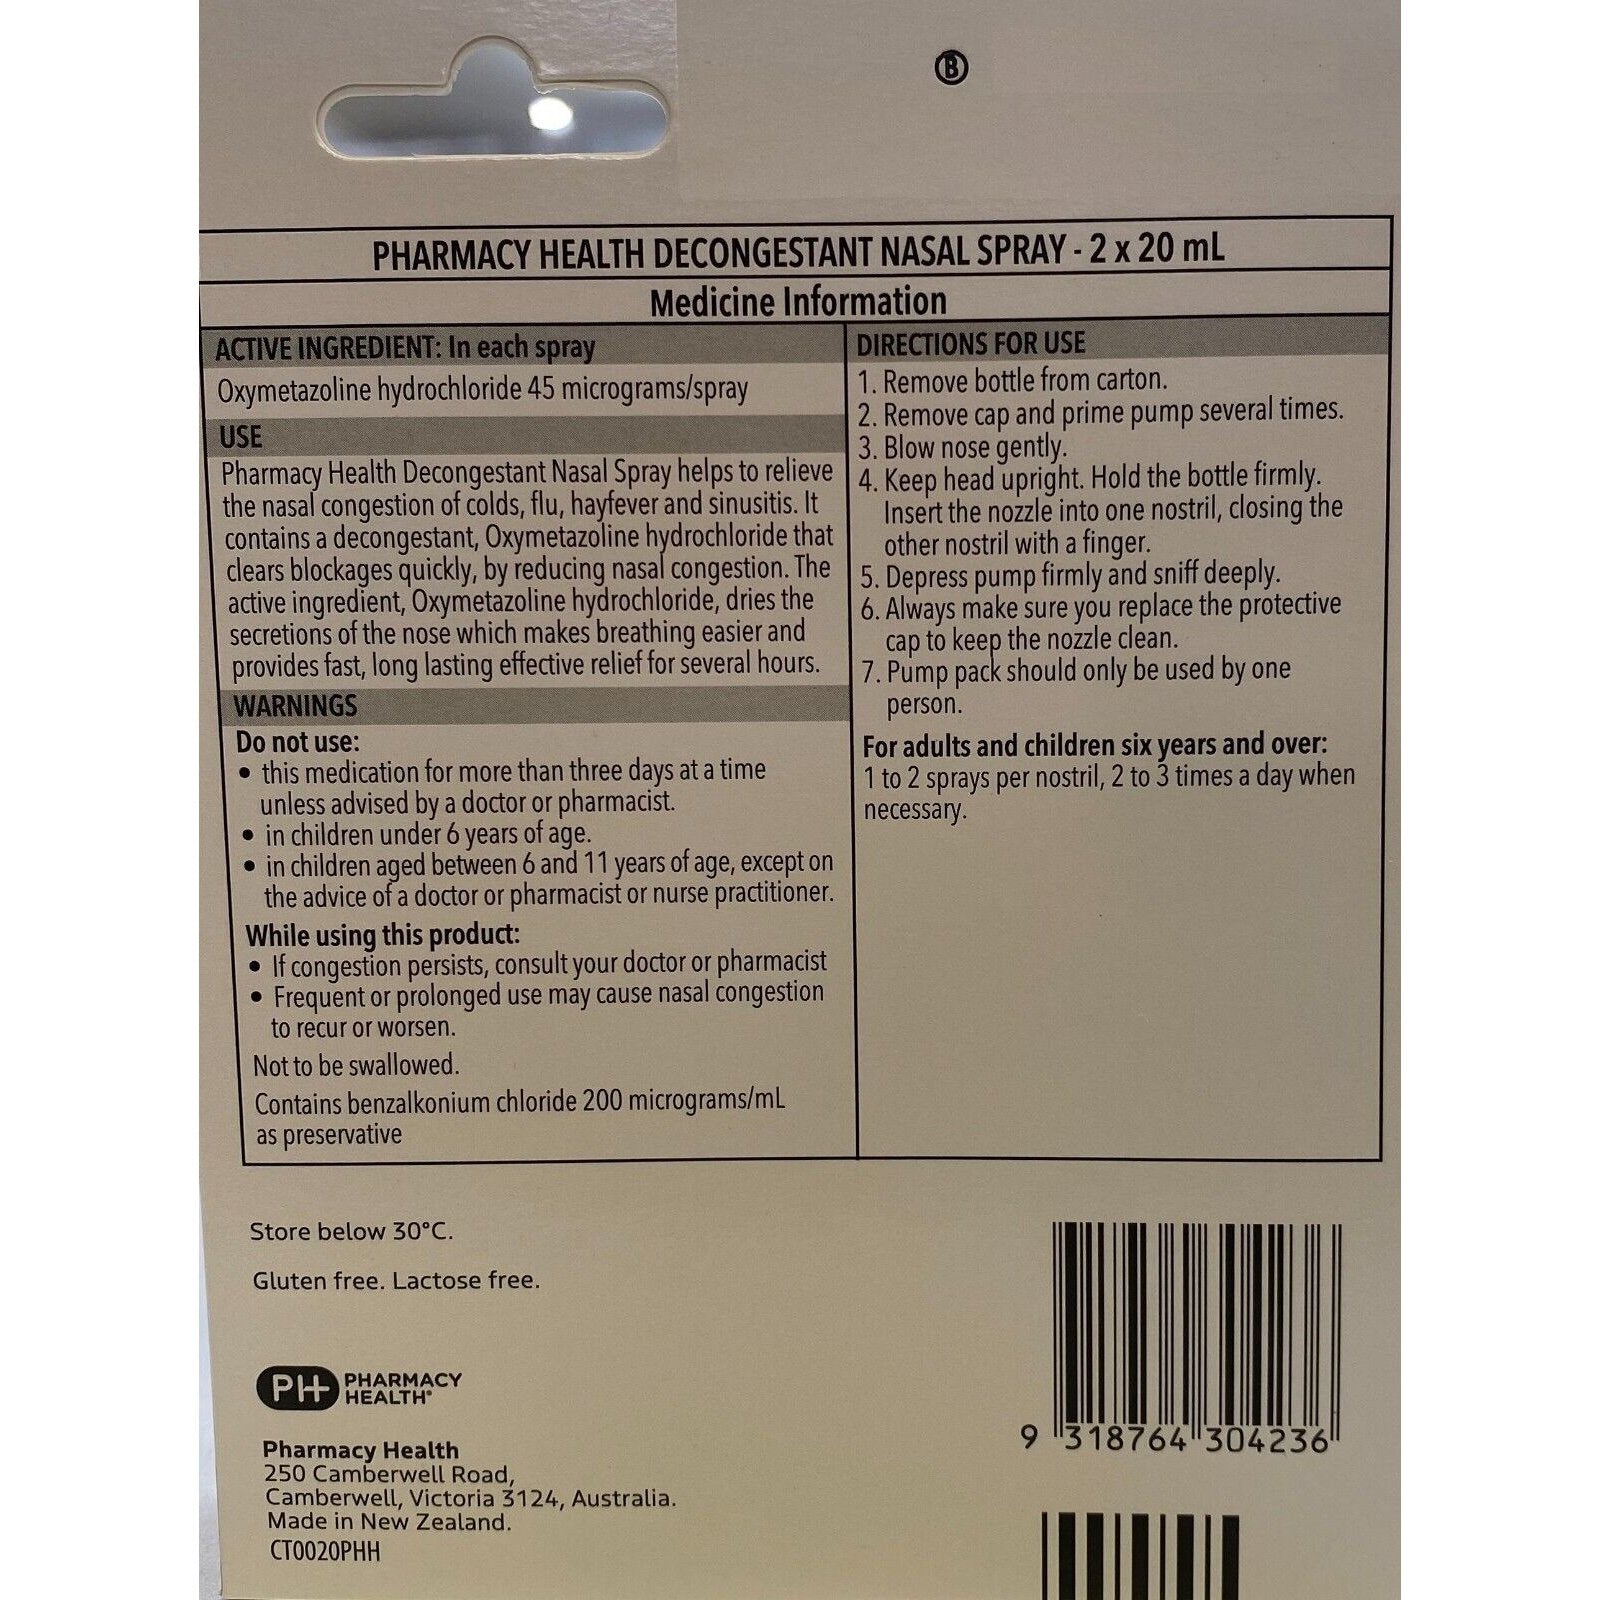 B
PHARMACY HEALTH DECONGESTANT NASAL SPRAY - 2 x 20 mL
Medicine Information
ACTIVE INGREDIENT: In each spray
Oxymetazoline hydrochloride 45 micrograms/spray
USE
Pharmacy Health Decongestant Nasal Spray helps to relieve
the nasal congestion of colds, flu, hayfever and sinusitis. It
contains a decongestant, Oxymetazoline hydrochloride that
clears blockages quickly, by reducing nasal congestion. The
active ingredient, Oxymetazoline hydrochloride, dries the
secretions of the nose which makes breathing easier and
provides fast, long lasting effective relief for several hours.
WARNINGS
Do not use:
• this medication for more than three days at a time
unless advised by a doctor or pharmacist.
• in children under 6 years of age.
• in children aged between 6 and 11 years of age, except on
the advice of a doctor or pharmacist or nurse practitioner.
While using this product:
• If congestion persists, consult your doctor or pharmacist
• Frequent or prolonged use may cause nasal congestion
to recur or worsen.
Not to be swallowed.
Contains benzalkonium chloride 200 micrograms/mL
as preservative
DIRECTIONS FOR USE
1. Remove bottle from carton.
2. Remove cap and prime pump several times.
3. Blow nose gently.
4. Keep head upright. Hold the bottle firmly.
Insert the nozzle into one nostril, closing the
other nostril with a finger.
5. Depress pump firmly and sniff deeply.
6. Always make sure you replace the protective
cap to keep the nozzle clean.
7. Pump pack should only be used by one
person.
For adults and children six years and over:
1 to 2 sprays per nostril, 2 to 3 times a day when
necessary.
Store below 30°C.
Gluten free. Lactose free.
PH PHARMACY
HEALTH®
Pharmacy Health
250 Camberwell Road,
Camberwell, Victoria 3124, Australia.
Made in New Zealand.
CT0020PHH
9 318764 304236